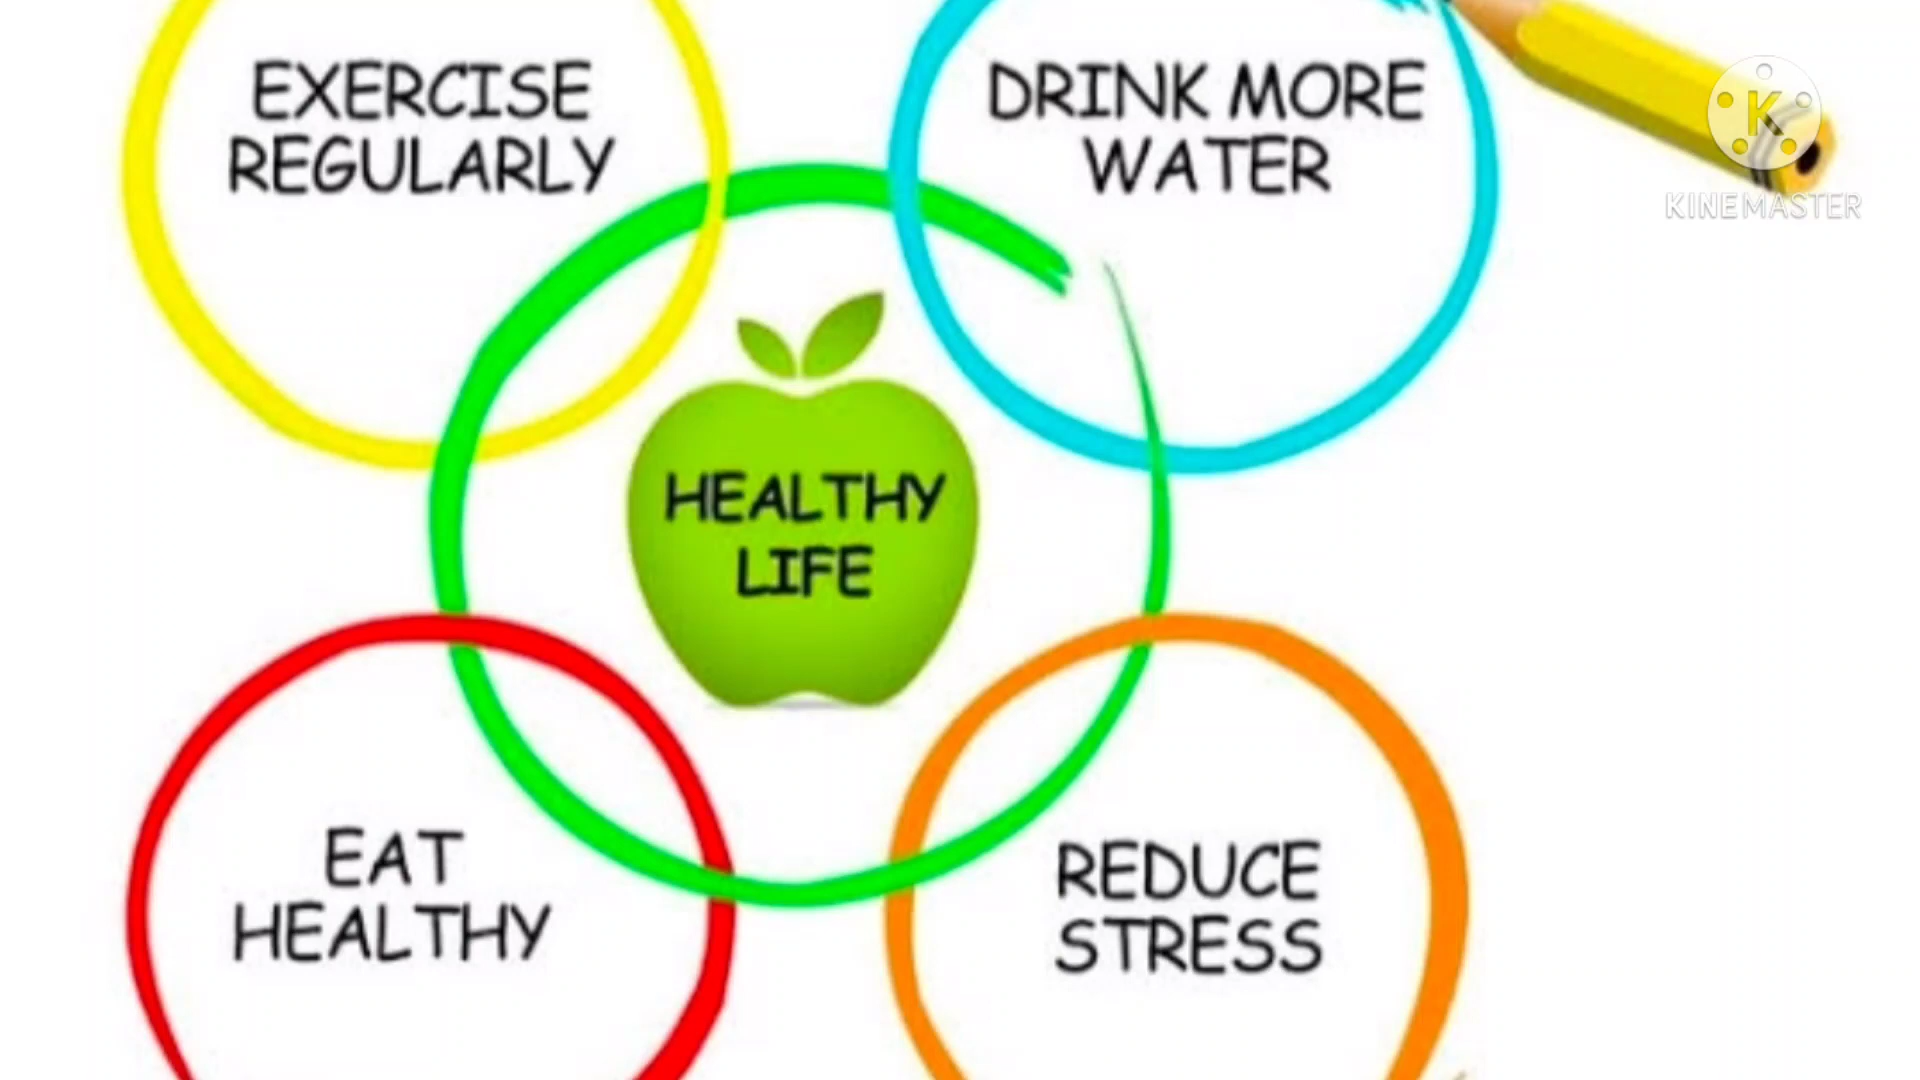 EXERCISE
REGULARLY
DRINK MORE
WATER
K
KINEMASTER
HEALTHY
LIFE
EAT
HEALTHY
REDUCE
STRESS